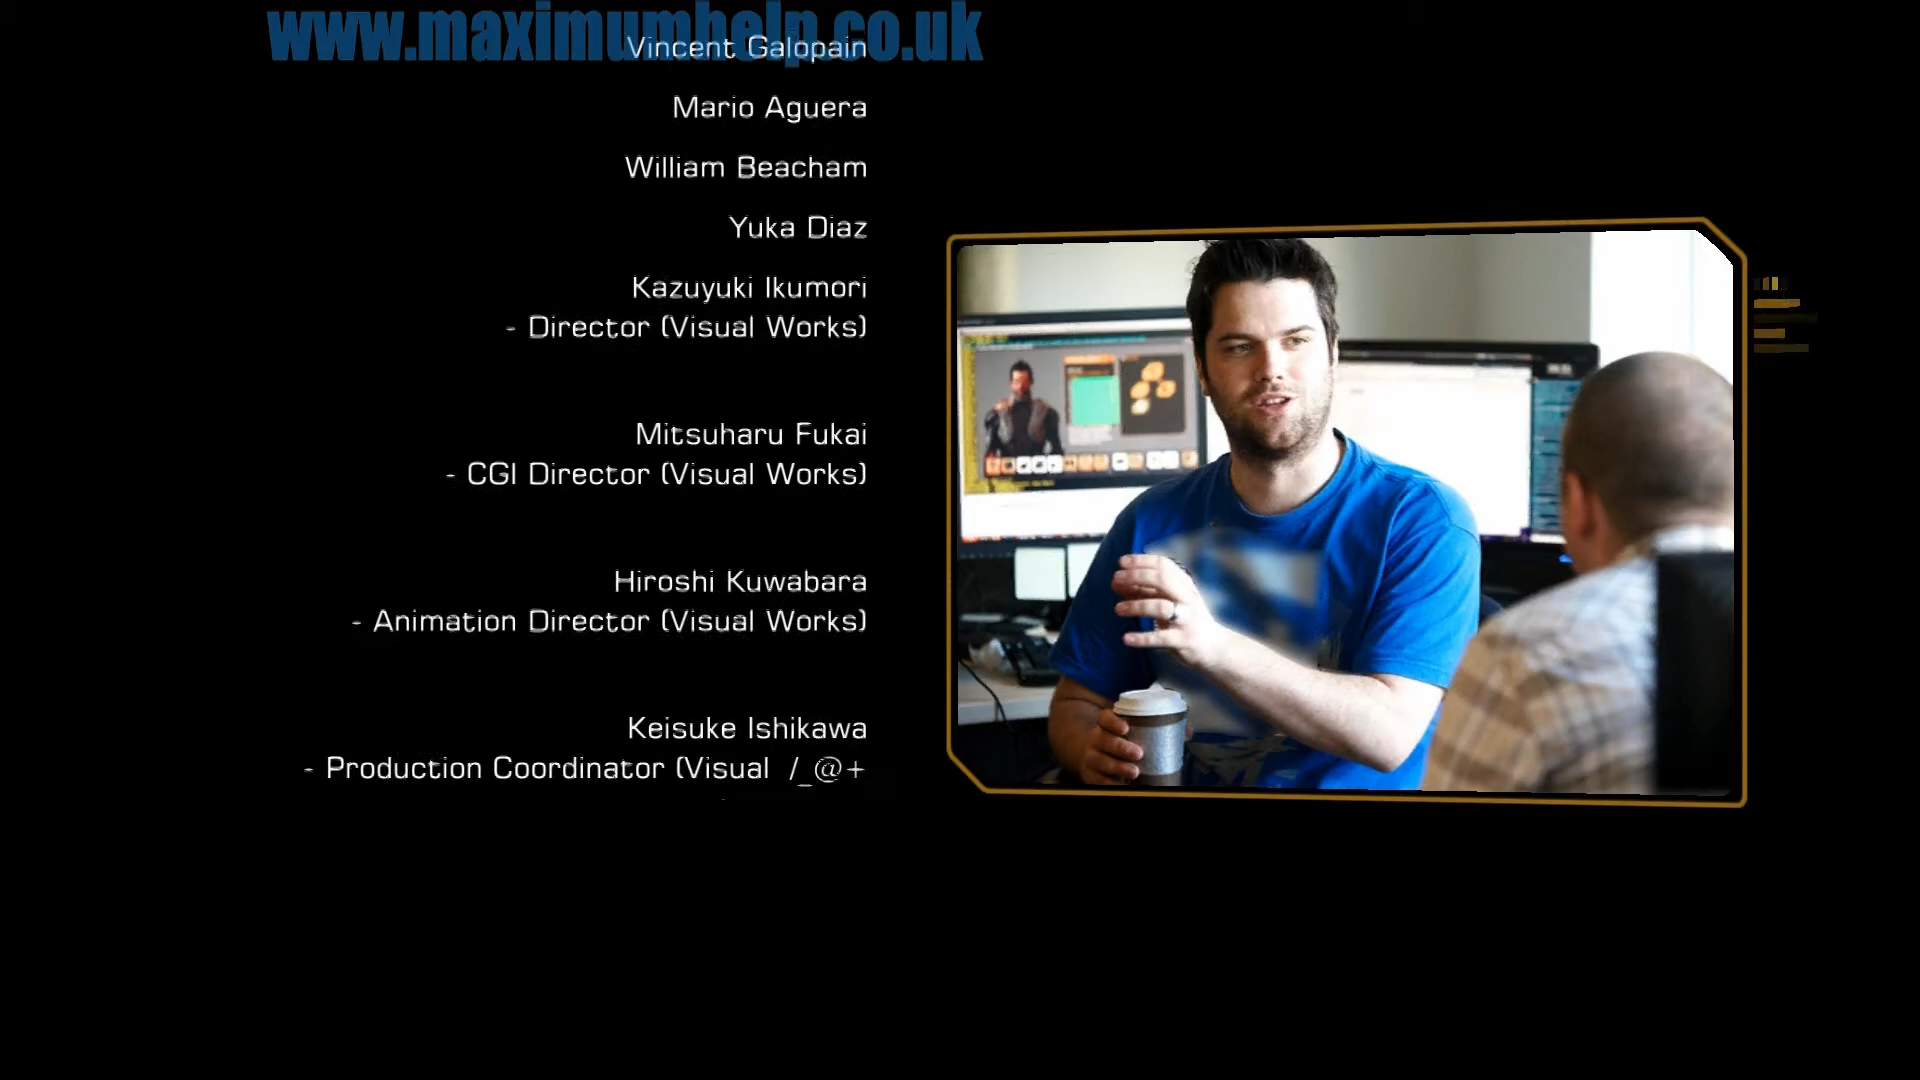 www.maximumhelp.co.uk
Vincent Galopain
Mario Aguera
William Beacham
Yuka Diaz
Kazuyuki Ikumori
- Director (Visual Works)
Mitsuharu Fukai
- CGI Director (Visual Works)
Hiroshi Kuwabara
- Animation Director (Visual Works)
Keisuke Ishikawa
- Production Coordinator (Visual /_@+